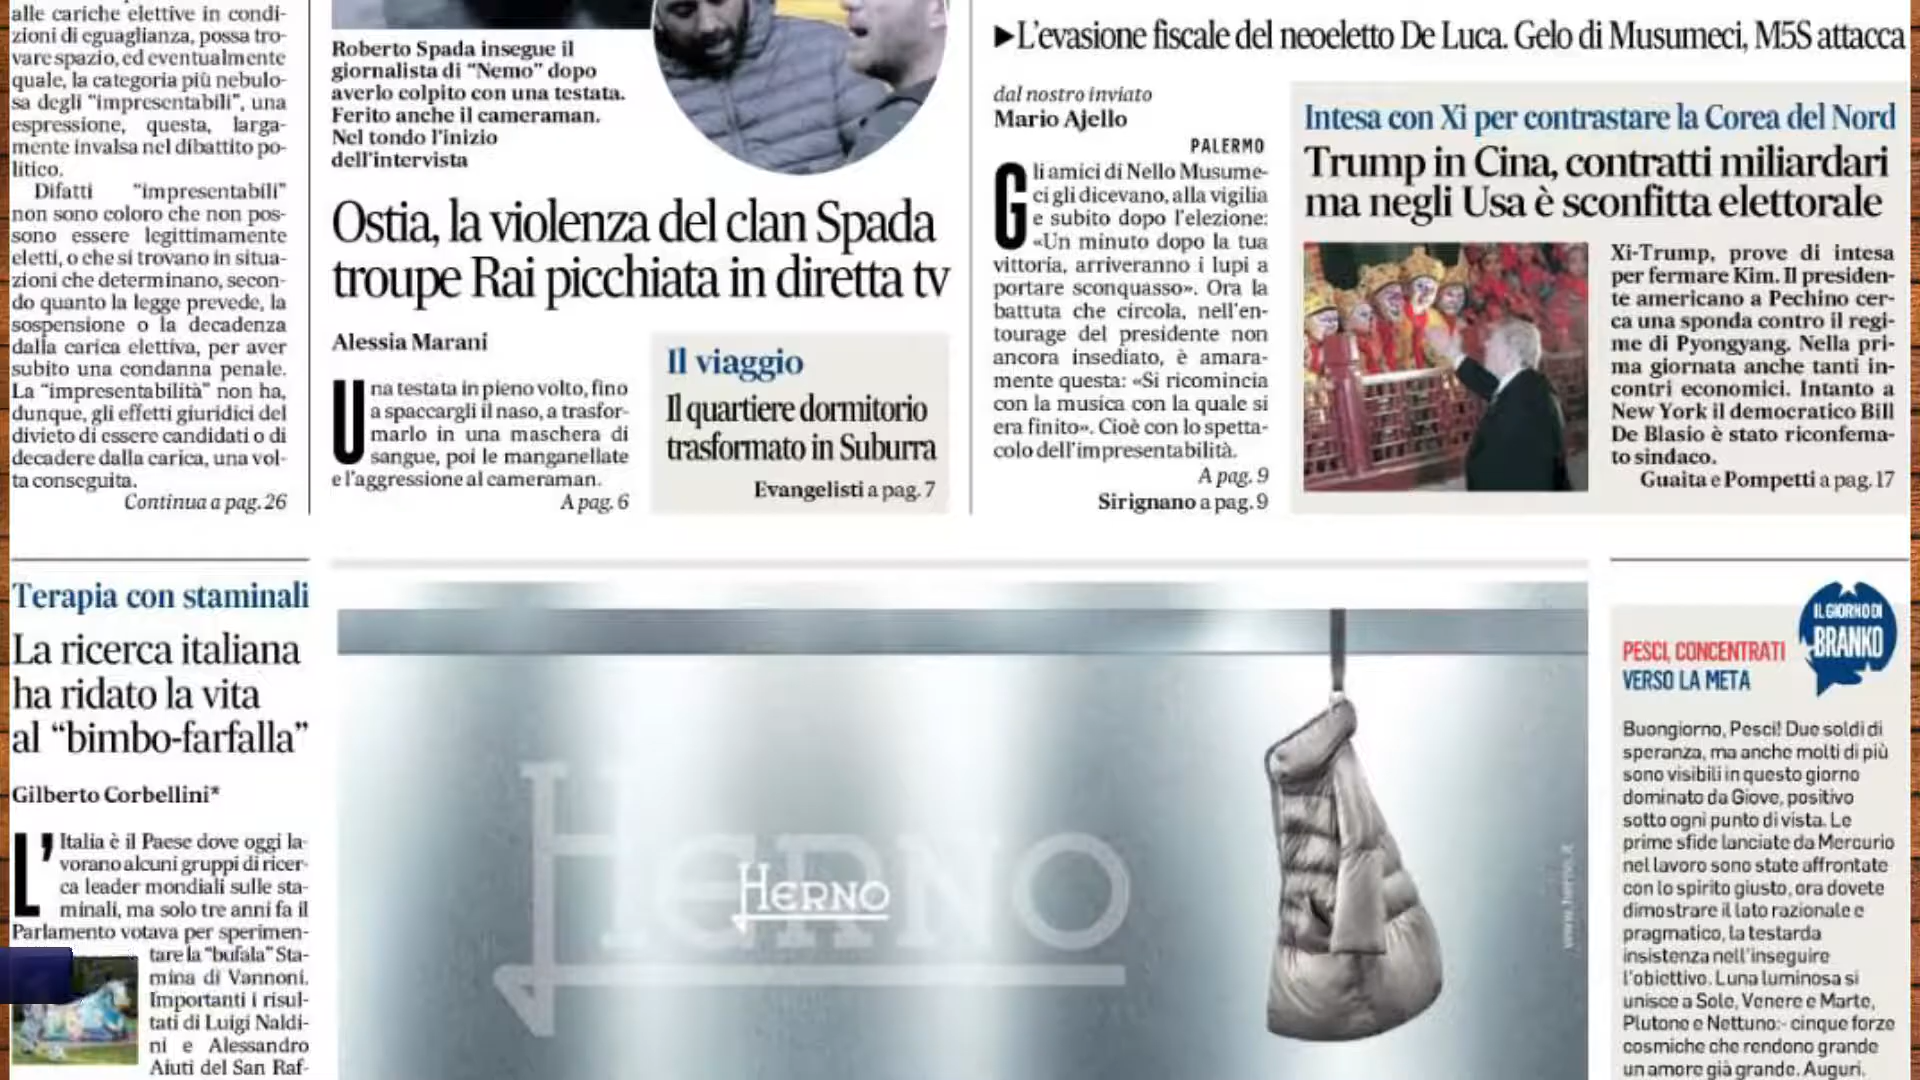 alle cariche elettive in condi-
zioni di eguaglianza, possa tro-
vare spazio, ed eventualmente
quale, la categoria più nebulo-
sa degli “impresentabili”, una
espressione, questa, larga-
mente invalsa nel dibattito po-
litico.
Difatti “impresentabili”
non sono coloro che non pos-
sono essere legittimamente
eletti, o che si trovano in situa-
zioni che determinano, secon-
do quanto la legge prevede, la
sospensione o la decadenza
dalla carica elettiva, per aver
subito una condanna penale.
La “impresentabilità” non ha,
dunque, gli effetti giuridici del
divieto di essere candidati o di
decadere dalla carica, una vol-
ta conseguita.
Continua a pag. 26
Roberto Spada insegue il
giornalista di “Nemo” dopo
averlo colpito con una testata.
Ferito anche il cameraman.
Nel tondo l’inizio
dell’intervista
Ostia, la violenza del clan Spada
troupe Rai picchiata in diretta tv
Alessia Marani
Una testata in pieno volto, fino
a spaccargli il naso, a trasfor-
marlo in una maschera di
sangue, poi le manganellate
e l’aggressione al cameraman.
A pag. 6
Il viaggio
Il quartiere dormitorio
trasformato in Suburra
Evangelisti a pag. 7
►L’evasione fiscale del neoeletto De Luca. Gelo di Musumeci, M5S attacca
dal nostro inviato
Mario Ajello
PALERMO
Gli amici di Nello Musume-
ci gli dicevano, alla vigilia
e subito dopo l’elezione:
«Un minuto dopo la tua
vittoria, arriveranno i lupi a
portare sconquasso». Ora la
battuta che circola, nell’en-
tourage del presidente non
ancora insediato, è amara-
mente questa: «Si ricomincia
con la musica con la quale si
era finito». Cioè con lo spetta-
colo dell’impresentabilità.
A pag. 9
Sirignano a pag. 9
Intesa con Xi per contrastare la Corea del Nord
Trump in Cina, contratti miliardari
ma negli Usa è sconfitta elettorale
Xi-Trump, prove di intesa
per fermare Kim. Il presiden-
te americano a Pechino cer-
ca una sponda contro il regi-
me di Pyongyang. Nella pri-
ma giornata anche tanti in-
contri economici. Intanto a
New York il democratico Bill
De Blasio è stato riconfema-
to sindaco.
Guaita e Pompetti a pag. 17
Terapia con staminali
La ricerca italiana
ha ridato la vita
al “bimbo-farfalla”
Gilberto Corbellini*
L’Italia è il Paese dove oggi la-
vorano alcuni gruppi di ricer-
ca leader mondiali sulle sta-
minali, ma solo tre anni fa il
Parlamento votava per sperimen-
tare la “bufala” Sta-
mina di Vannoni.
Importanti i risul-
tati di Luigi Naldi-
ni e Alessandro
Aiuti del San Raf-
HERNO
HERNO
www.herno.it
IL GIORNO DI
BRANKO
PESCI, CONCENTRATI
VERSO LA META
Buongiorno, Pesci! Due soldi di
speranza, ma anche molti di più
sono visibili in questo giorno
dominato da Giove, positivo
sotto ogni punto di vista. Le
prime sfide lanciate da Mercurio
nel lavoro sono state affrontate
con lo spirito giusto, ora dovete
dimostrare il lato razionale e
pragmatico, la testarda
insistenza nell’inseguire
l’obiettivo. Luna luminosa si
unisce a Sole, Venere e Marte,
Plutone e Nettuno:- cinque forze
cosmiche che rendono grande
un amore già grande. Auguri.